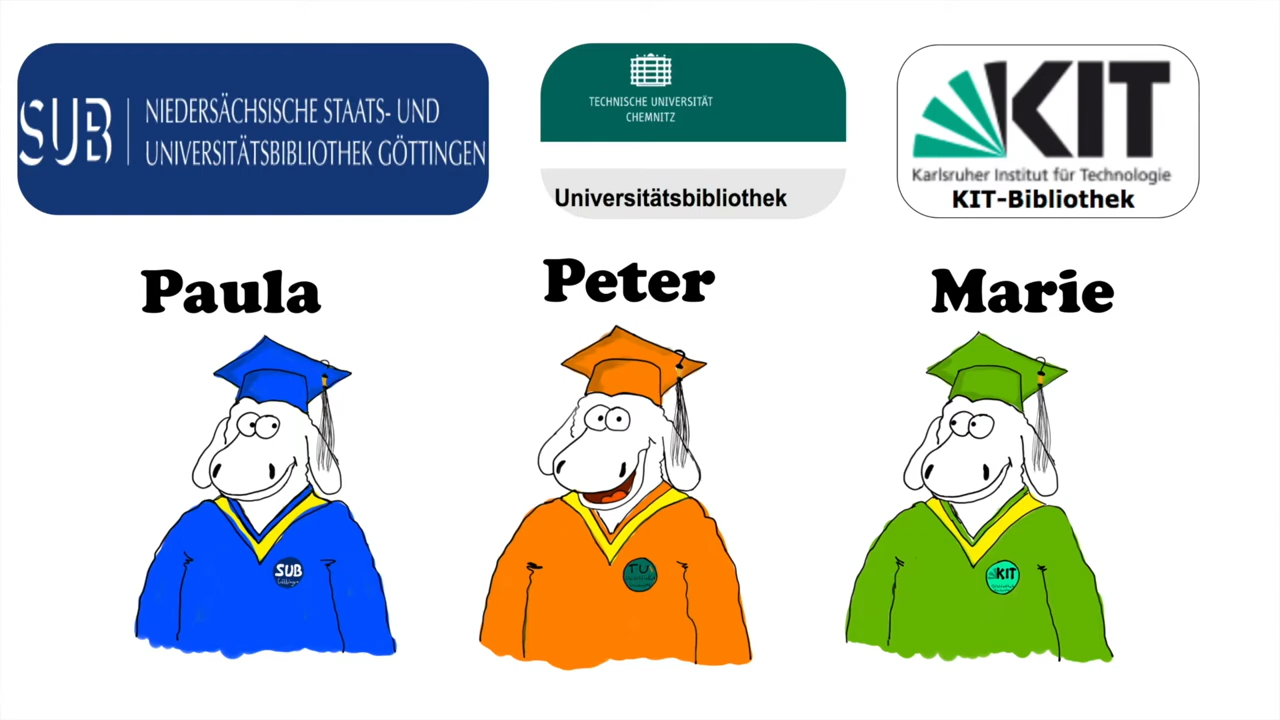 SUB
NIEDERSÄCHSISCHE STAATS- UND
UNIVERSITÄTSBIBLIOTHEK GÖTTINGEN
TECHNISCHE UNIVERSITÄT
CHEMNITZ
Universitätsbibliothek
KIT
Karlsruher Institut für Technologie
KIT-Bibliothek
Paula
Peter
Marie
SUB
Göttingen
TU
KIT